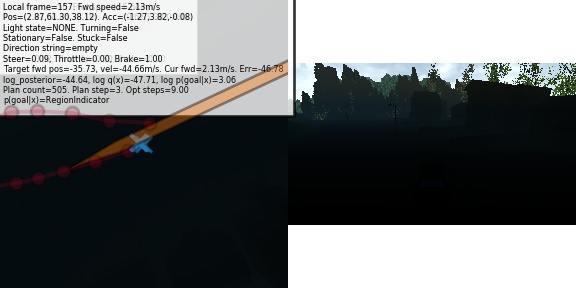 Local frame=157: Fwd speed=2.13m/s
Pos=(2.87,61.30,38.12). Acc=(-1.27,3.82,-0.08)
Light state=NONE. Turning=False
Stationary=False. Stuck=False
Direction string=empty
Steer=0.09, Throttle=0.00, Brake=1.00
Target fwd pos=-35.73, vel=-44.66m/s. Cur fwd=2.13m/s. Err=-46.78
log_posterior=-44.64, log q(x)=-47.71, log p(goal|x)=3.06
Plan count=505. Plan step=3. Opt steps=9.00
p(goal|x)=RegionIndicator